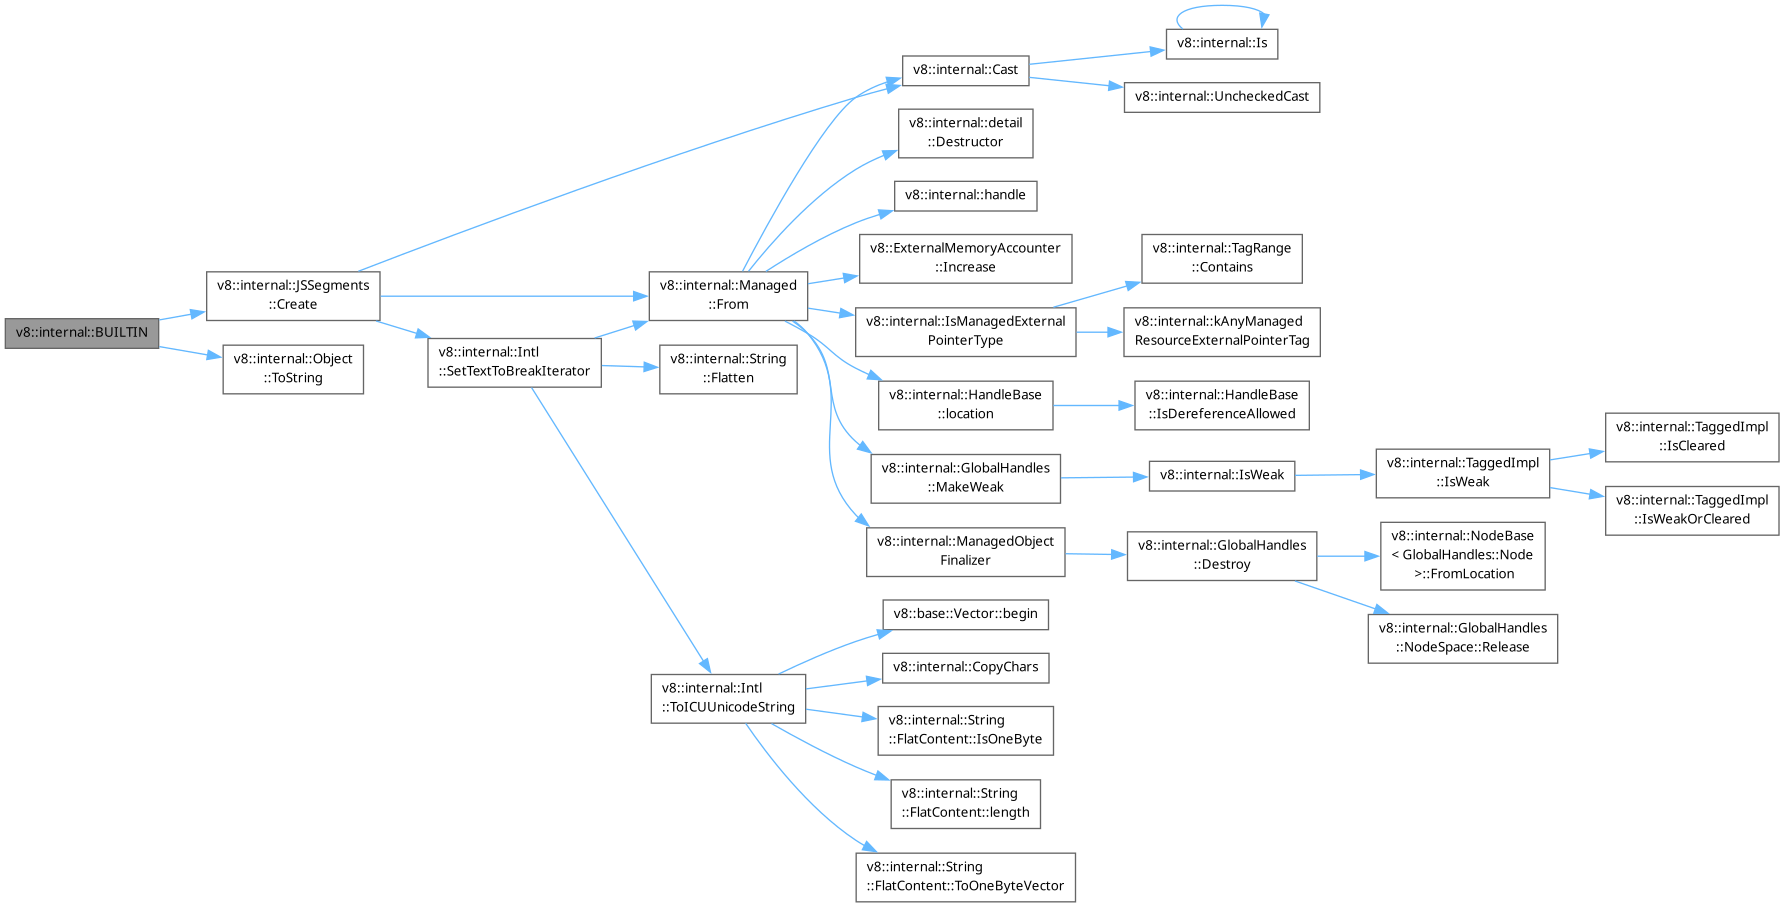 v8::internal::BUILTIN
v8::internal::JSSegments
::Create
v8::internal::Object
::ToString
v8::internal::Intl
::SetTextToBreakIterator
v8::internal::Managed
::From
v8::internal::String
::Flatten
v8::internal::Intl
::ToICUUnicodeString
v8::internal::Cast
v8::internal::detail
::Destructor
v8::internal::handle
v8::ExternalMemoryAccounter
::Increase
v8::internal::IsManagedExternal
PointerType
v8::internal::HandleBase
::location
v8::internal::GlobalHandles
::MakeWeak
v8::internal::ManagedObject
Finalizer
v8::base::Vector::begin
v8::internal::CopyChars
v8::internal::String
::FlatContent::IsOneByte
v8::internal::String
::FlatContent::length
v8::internal::String
::FlatContent::ToOneByteVector
v8::internal::Is
v8::internal::UncheckedCast
v8::internal::TagRange
::Contains
v8::internal::kAnyManaged
ResourceExternalPointerTag
v8::internal::HandleBase
::IsDereferenceAllowed
v8::internal::IsWeak
v8::internal::GlobalHandles
::Destroy
v8::internal::TaggedImpl
::IsWeak
v8::internal::NodeBase
< GlobalHandles::Node
>::FromLocation
v8::internal::GlobalHandles
::NodeSpace::Release
v8::internal::TaggedImpl
::IsCleared
v8::internal::TaggedImpl
::IsWeakOrCleared